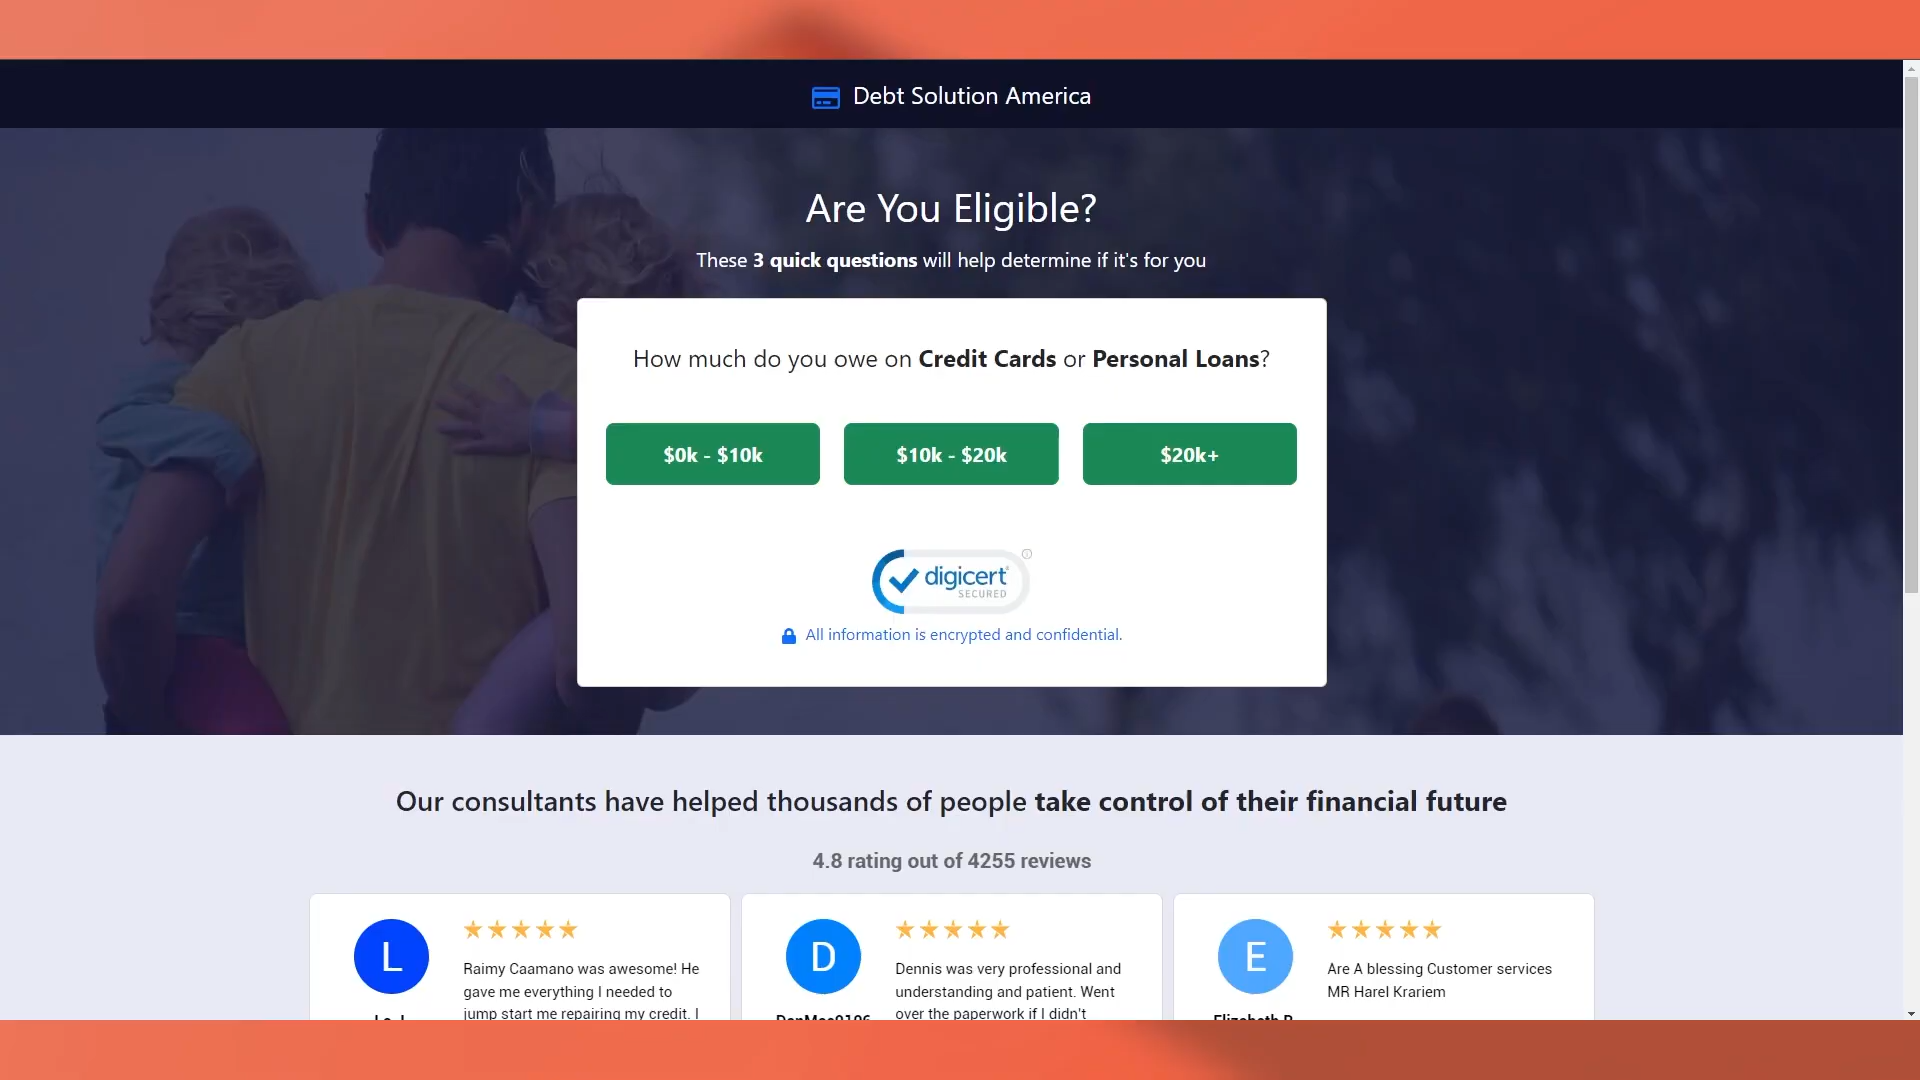 Debt Solution America
Are You Eligible?
These 3 quick questions will help determine if it's for you
How much do you owe on Credit Cards or Personal Loans?
$0k - $10k
$10k - $20k
$20k+
digicert
SECURED
All information is encrypted and confidential.
Our consultants have helped thousands of people take control of their financial future
4.8 rating out of 4255 reviews
L
Raimy Caamano was awesome! He
gave me everything I needed to
jump start me repairing my credit. I
D
Dennis was very professional and
understanding and patient. Went
over the paperwork if I didn't
E
Are A blessing Customer services
MR Harel Krariem